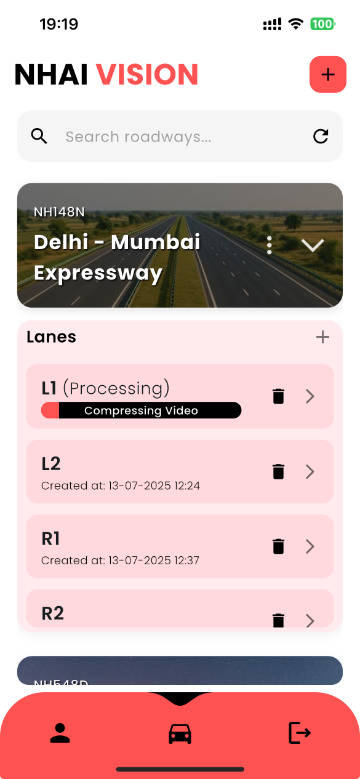 19:19
100
NHAI VISION
Search roadways...
NH148N
Delhi - Mumbai
Expressway
Lanes
L1 (Processing)
Compressing Video
L2
Created at: 13-07-2025 12:24
R1
Created at: 13-07-2025 12:37
R2
NH548D